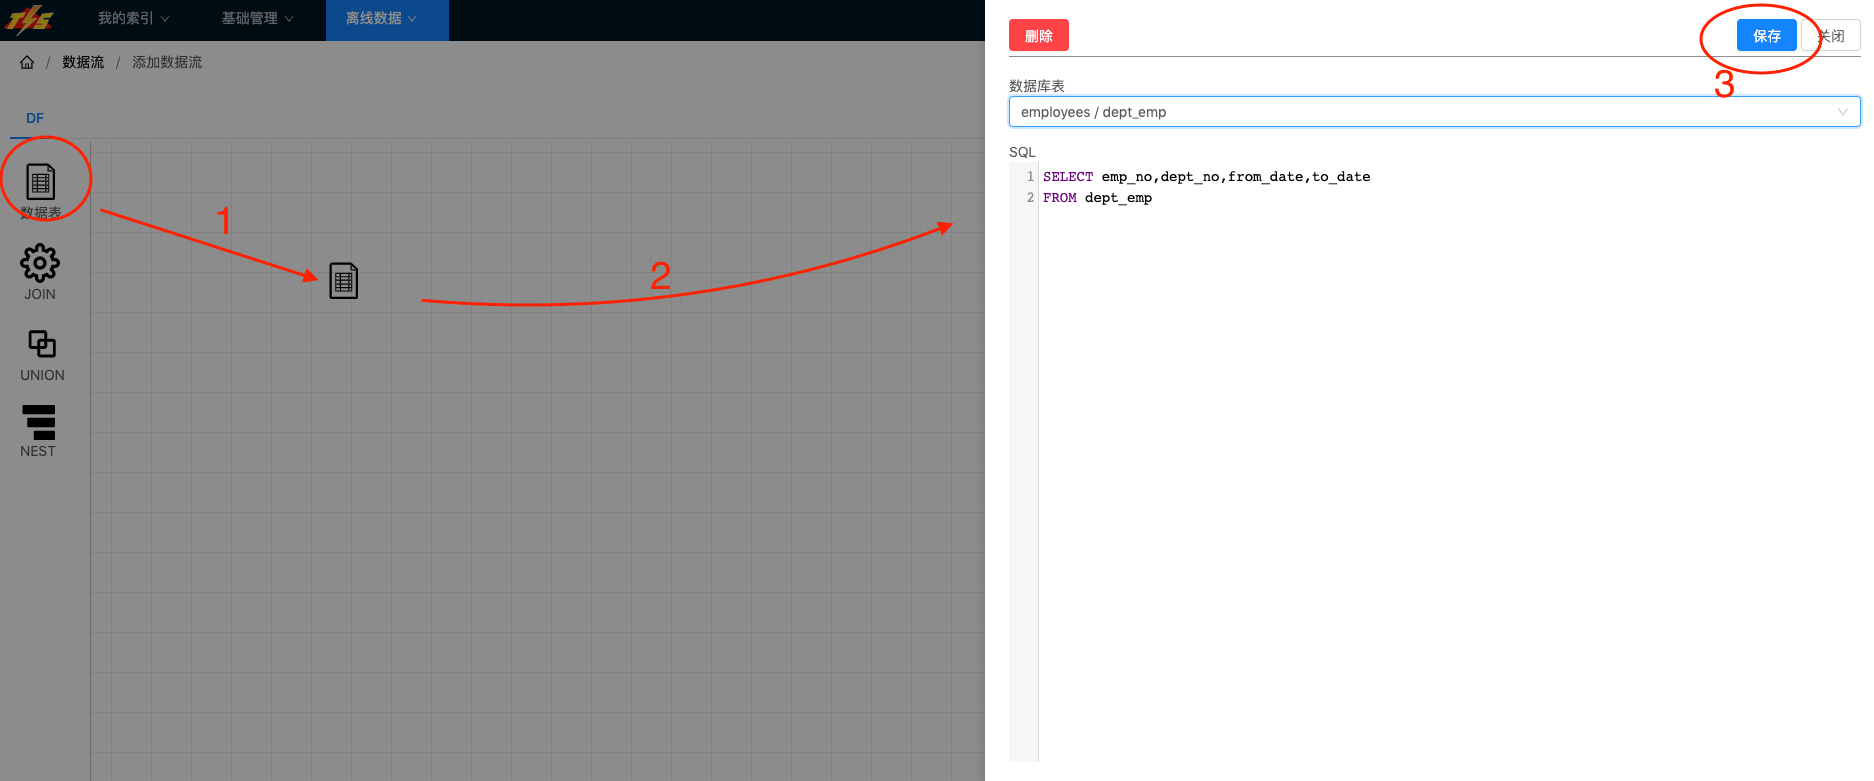 TIS
我的索引
基础管理
离线数据
数据流 / 添加数据流
DF
数据表
JOIN
UNION
NEST
1
2
3
删除
保存
关闭
数据库表
employees / dept_emp
SQL
1 SELECT emp_no,dept_no,from_date,to_date
2 FROM dept_emp